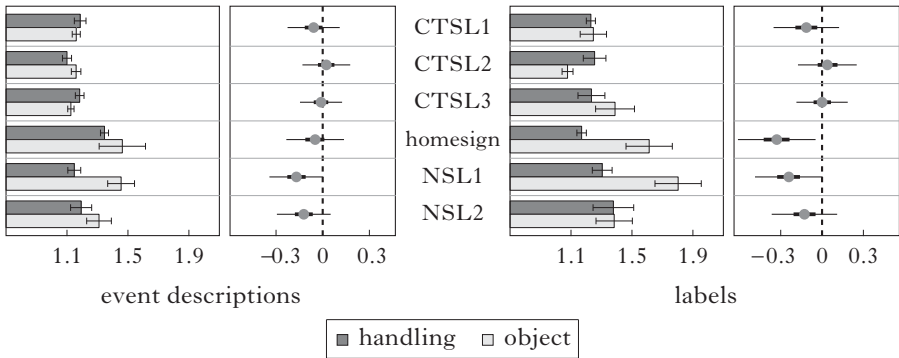 CTSL1
CTSL2
CTSL3
homesign
NSL1
NSL2
1.1 1.5 1.9 −0.3 0 0.3 1.1 1.5 1.9 −0.3 0 0.3
event descriptions labels
handling object